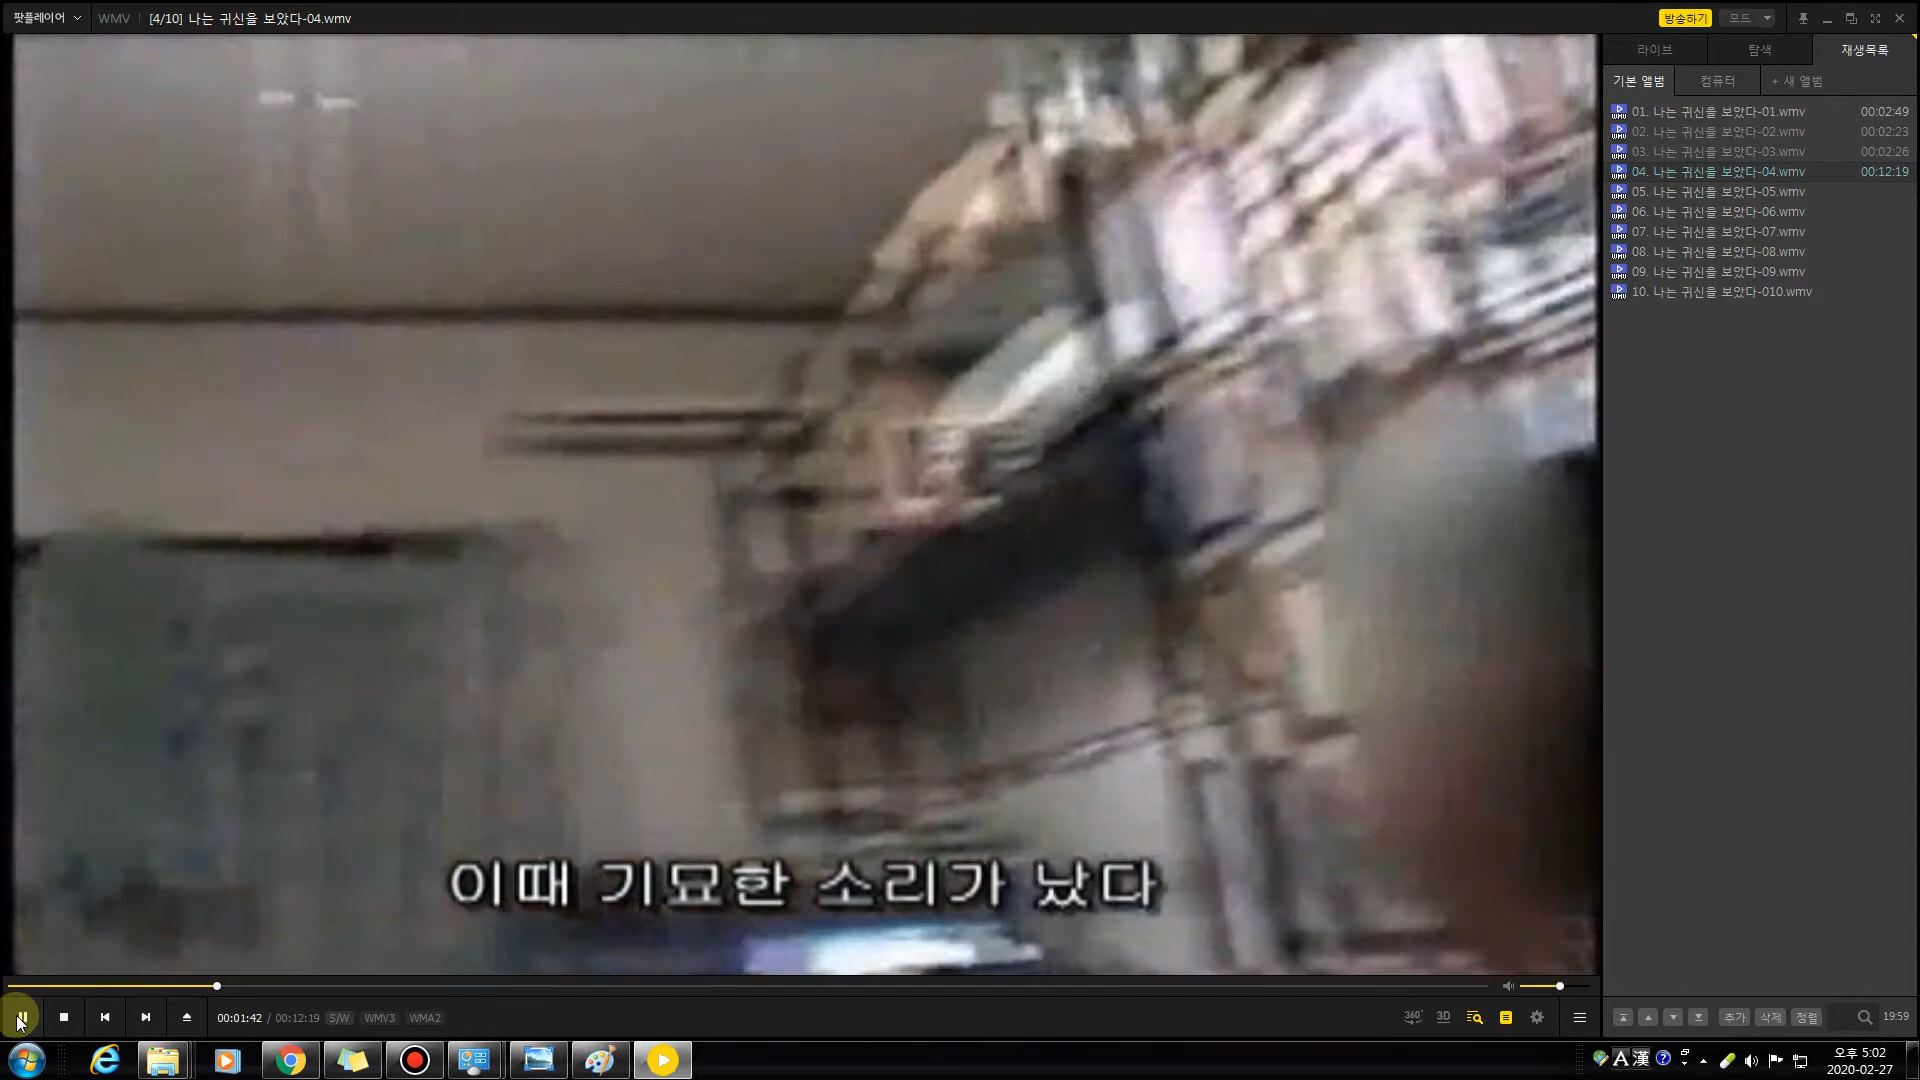 팟플레이어 WMV [4/10] 나는 귀신을 보았다-04.wmv 방송하기 모드
라이브 탐색 재생목록
기본 앨범 컴퓨터 + 새 앨범
01. 나는 귀신을 보았다-01.wmv 00:02:49
02. 나는 귀신을 보았다-02.wmv 00:02:23
03. 나는 귀신을 보았다-03.wmv 00:02:26
04. 나는 귀신을 보았다-04.wmv 00:12:19
05. 나는 귀신을 보았다-05.wmv
06. 나는 귀신을 보았다-06.wmv
07. 나는 귀신을 보았다-07.wmv
08. 나는 귀신을 보았다-08.wmv
09. 나는 귀신을 보았다-09.wmv
10. 나는 귀신을 보았다-010.wmv
이때 기묘한 소리가 났다
00:01:42 / 00:12:19 S/W WMV3 WMA2 360° 3D 추가 삭제 정렬 19:59
A 漢 오후 5:02
2020-02-27